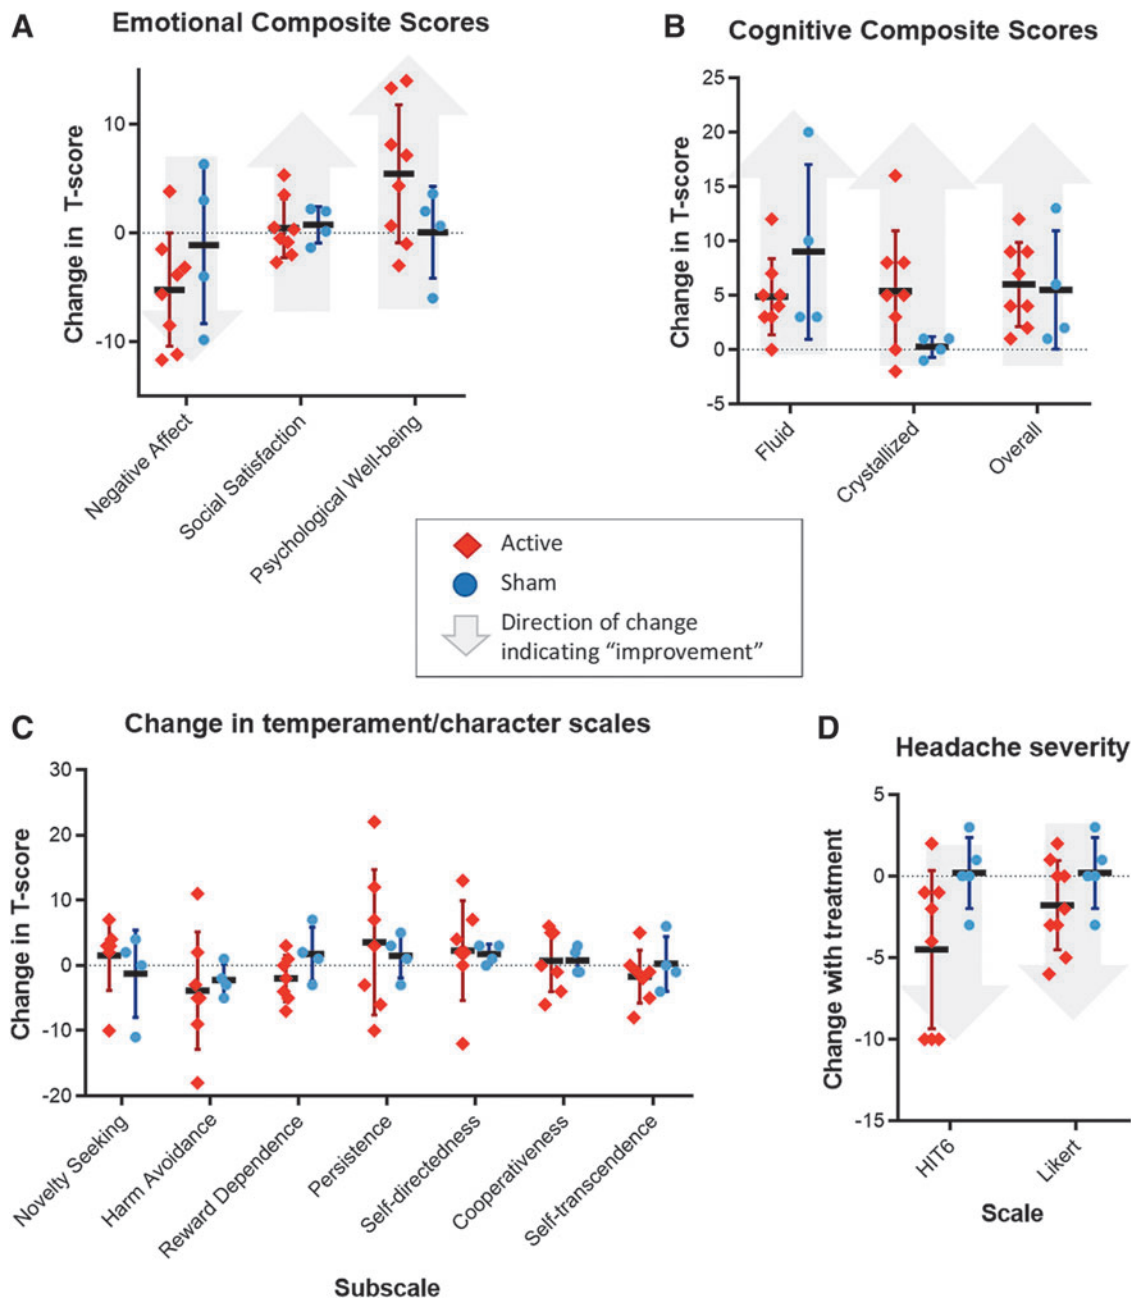 A
Emotional Composite Scores
Change in T-score
10
0
-10
Negative Affect
Social Satisfaction
Psychological Well-being
B
Cognitive Composite Scores
Change in T-score
25
20
15
10
5
0
-5
Fluid
Crystallized
Overall
Active
Sham
Direction of change
indicating “improvement”
C
Change in temperament/character scales
Change in T-score
30
20
10
0
-10
-20
Novelty Seeking
Harm Avoidance
Reward Dependence
Persistence
Self-directedness
Cooperativeness
Self-transcendence
Subscale
D
Headache severity
Change with treatment
5
0
-5
-10
-15
HIT6
Likert
Scale